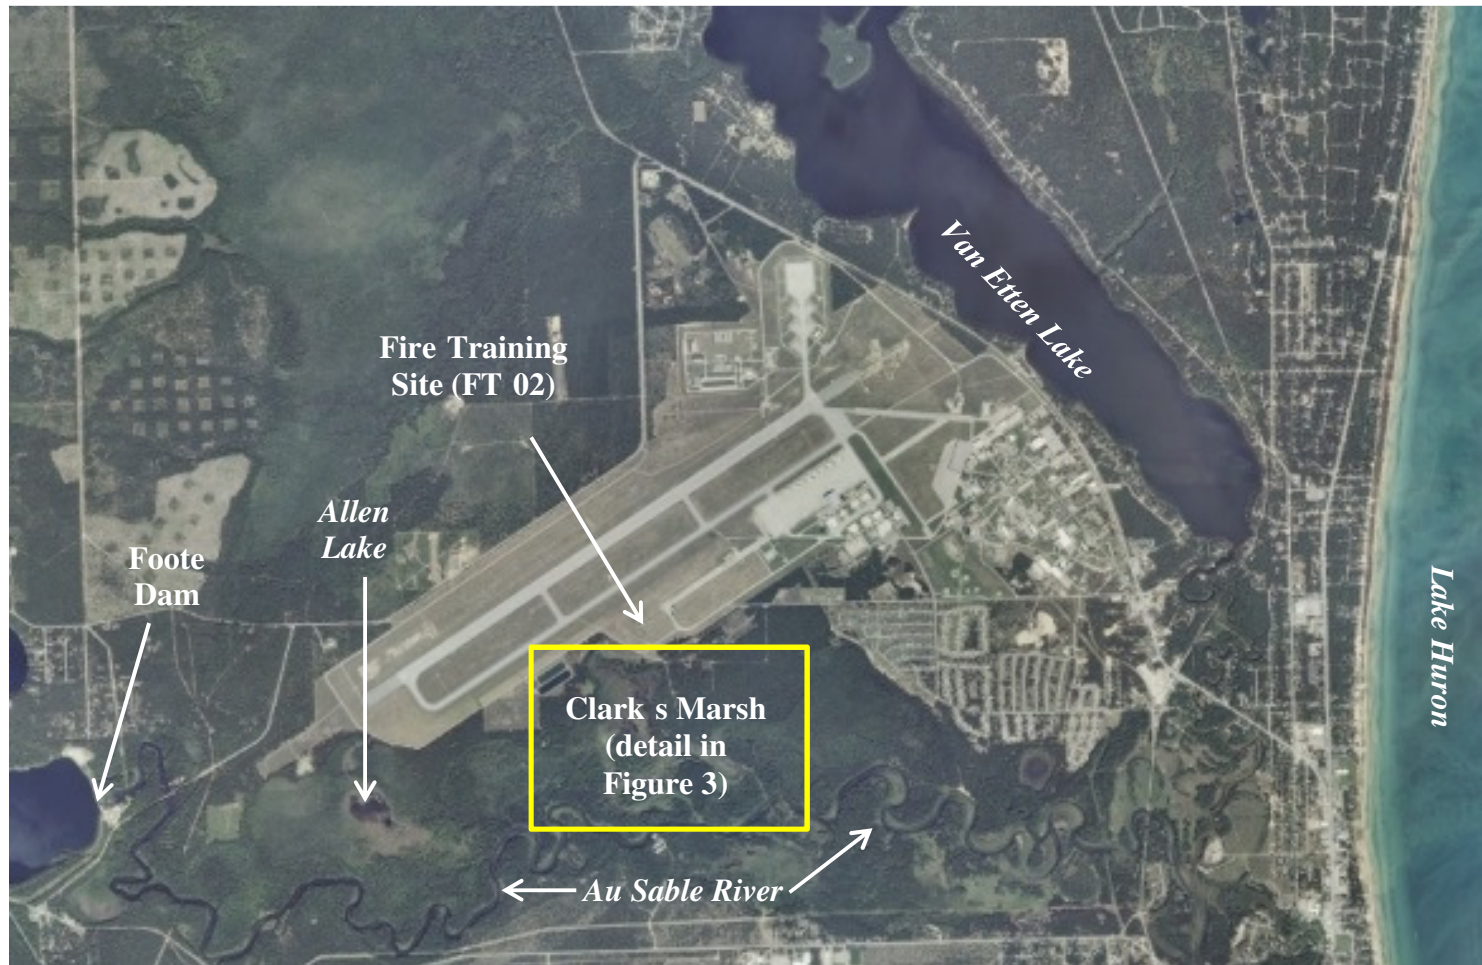 Van Etten Lake
Fire Training
Site (FT 02)
Allen
Lake
Foote
Dam
Lake Huron
Clark s Marsh
(detail in
Figure 3)
Au Sable River